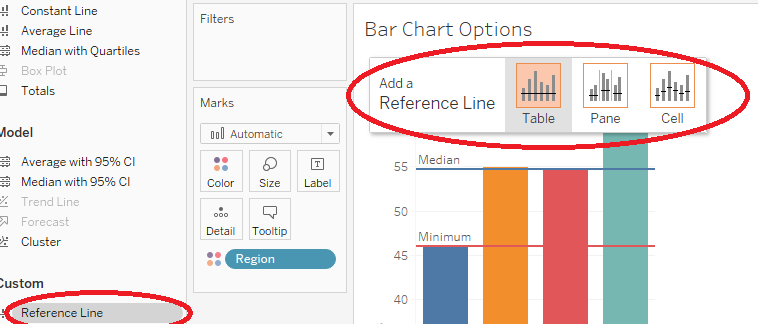 Constant Line
Average Line
Median with Quartiles
Box Plot
Totals
Model
Average with 95% CI
Median with 95% CI
Trend Line
Forecast
Cluster
Custom
Reference Line
Filters
Marks
Automatic
Color Size Label
Detail Tooltip
Region
Bar Chart Options
Add a
Reference Line
Table Pane Cell
55
Median
50
Minimum
45
40